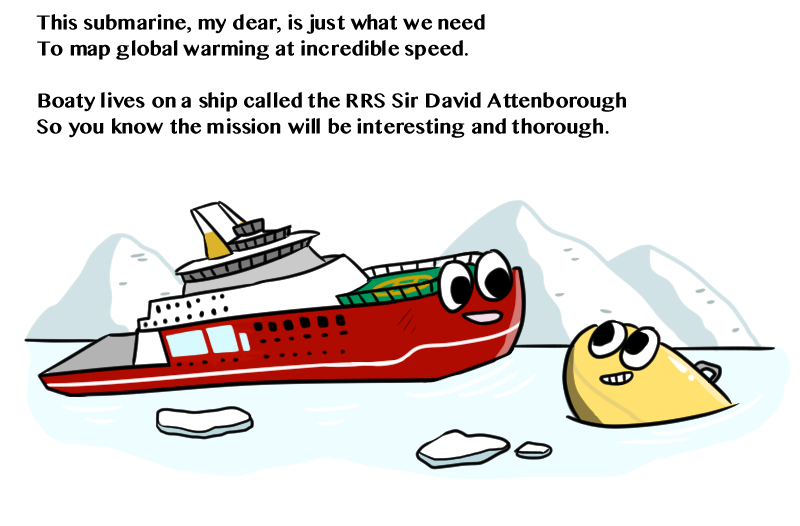 This submarine, my dear, is just what we need
To map global warming at incredible speed.
Boaty lives on a ship called the RRS Sir David Attenborough
So you know the mission will be interesting and thorough.